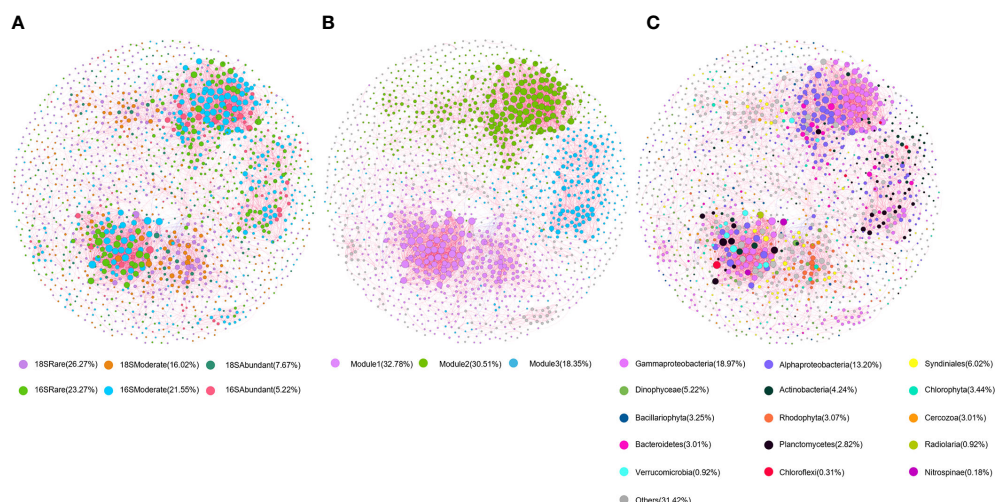 A B C
18SRare(26.27%) 18SModerate(16.02%) 18SAbundant(7.67%)
16SRare(23.27%) 16SModerate(21.55%) 16SAbundant(5.22%)
Module1(32.78%) Module2(30.51%) Module3(18.35%)
Gammaproteobacteria(18.97%) Alphaproteobacteria(13.20%) Syndiniales(6.02%)
Dinophyceae(5.22%) Actinobacteria(4.24%) Chlorophyta(3.44%)
Bacillariophyta(3.25%) Rhodophyta(3.07%) Cercozoa(3.01%)
Bacteroidetes(3.01%) Planctomycetes(2.82%) Radiolaria(0.92%)
Verrucomicrobia(0.92%) Chloroflexi(0.31%) Nitrospinae(0.18%)
Others(31.42%)